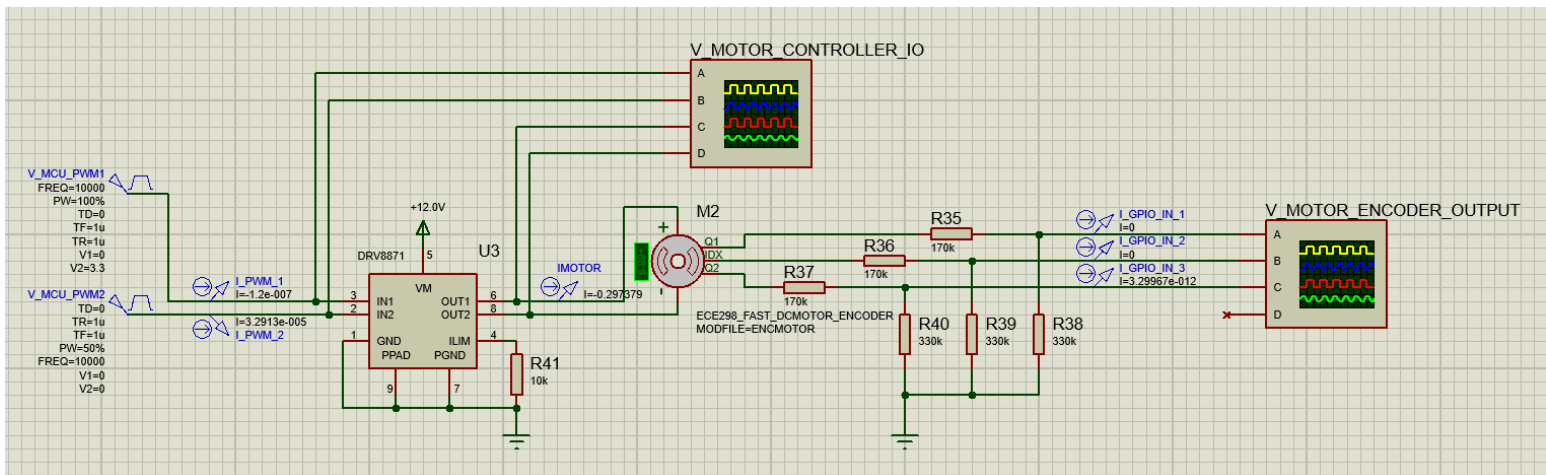 V_MOTOR_CONTROLLER_IO
A
B
C
D
V_MCU_PWM1
FREQ=10000
PW=100%
TD=0
TF=1u
TR=1u
V1=0
V2=3.3
V_MCU_PWM2
TD=0
TR=1u
TF=1u
PW=50%
FREQ=10000
V1=0
V2=0
I_PWM_1
I=-1.2e-007
I=3.2913e-005
I_PWM_2
+12.0V
5
U3
DRV8871
VM
3 IN1 OUT1 6
2 IN2 OUT2 8
1 GND ILIM 4
PPAD PGND
9 7
R41
10k
IMOTOR
I=-0.297379
M2
+
-
Q1
IDX
Q2
ECE298_FAST_DCMOTOR_ENCODER
MODFILE=ENCMOTOR
R35
170k
R36
170k
R37
170k
R40
330k
R39
330k
R38
330k
I_GPIO_IN_1
I=0
I_GPIO_IN_2
I=0
I_GPIO_IN_3
I=3.29967e-012
V_MOTOR_ENCODER_OUTPUT
A
B
C
D